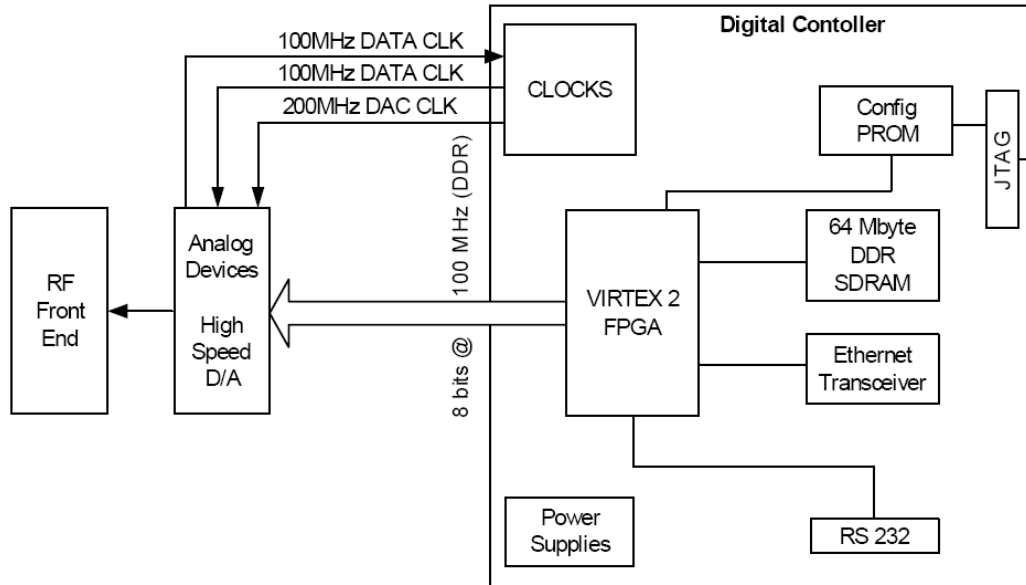 Digital Contoller
100MHz DATA CLK
100MHz DATA CLK
200MHz DAC CLK
CLOCKS
Config
PROM
JTAG
8 bits @ 100 MHz (DDR)
RF
Front
End
Analog
Devices
High
Speed
D/A
VIRTEX 2
FPGA
64 Mbyte
DDR
SDRAM
Ethernet
Transceiver
Power
Supplies
RS 232